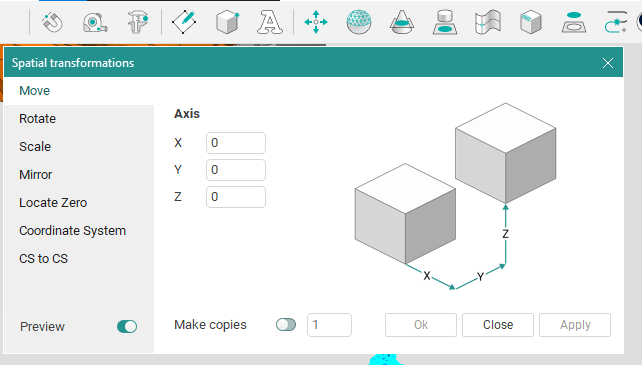 Spatial transformations
Move
Rotate
Scale
Mirror
Locate Zero
Coordinate System
CS to CS
Preview
Axis
X 0
Y 0
Z 0
X
Y
Z
Make copies 1
Ok
Close
Apply